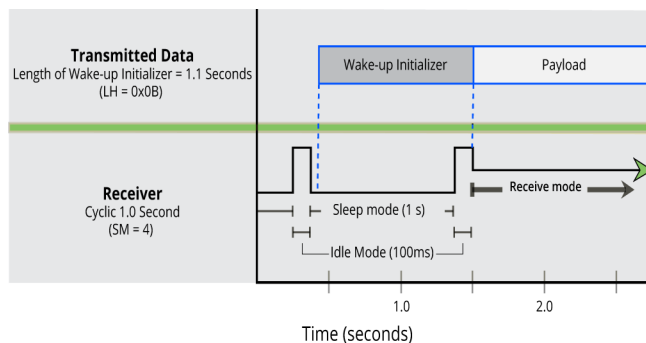 Transmitted Data
Length of Wake-up Initializer = 1.1 Seconds
(LH = 0x0B)
Wake-up Initializer
Payload
Receiver
Cyclic 1.0 Second
(SM = 4)
Receive mode
Sleep mode (1 s)
Idle Mode (100ms)
1.0
2.0
Time (seconds)